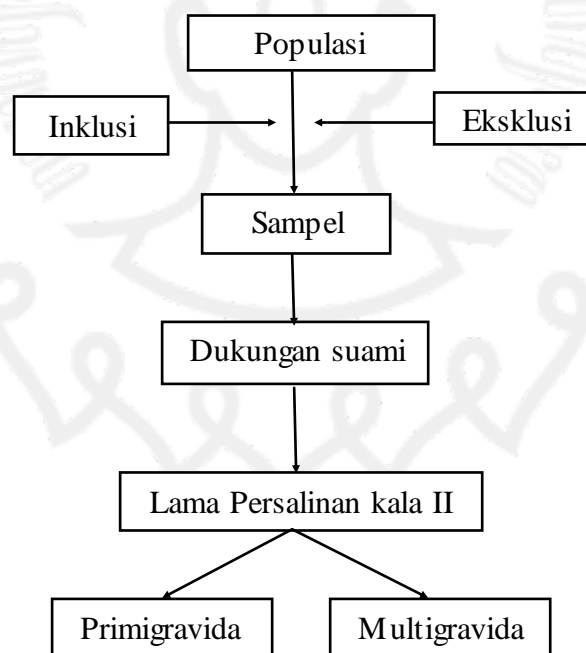 Populasi
Inklusi
Eksklusi
Sampel
Dukungan suami
Lama Persalinan kala II
Primigravida
Multigravida